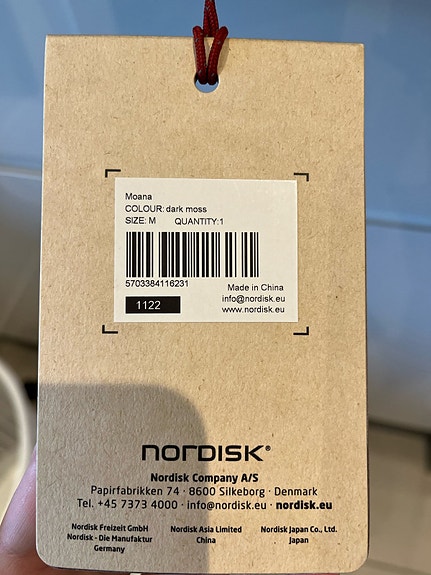 Moana
COLOUR: dark moss
SIZE: M QUANTITY:1
5703384116231
Made in China
1122
info@nordisk.eu
www.nordisk.eu
nordisk®
Nordisk Company A/S
Papirfabrikken 74 · 8600 Silkeborg · Denmark
Tel. +45 7373 4000 · info@nordisk.eu · nordisk.eu
Nordisk Freizeit GmbH
Nordisk - Die Manufaktur
Germany
Nordisk Asia Limited
China
Nordisk Japan Co., Ltd.
Japan